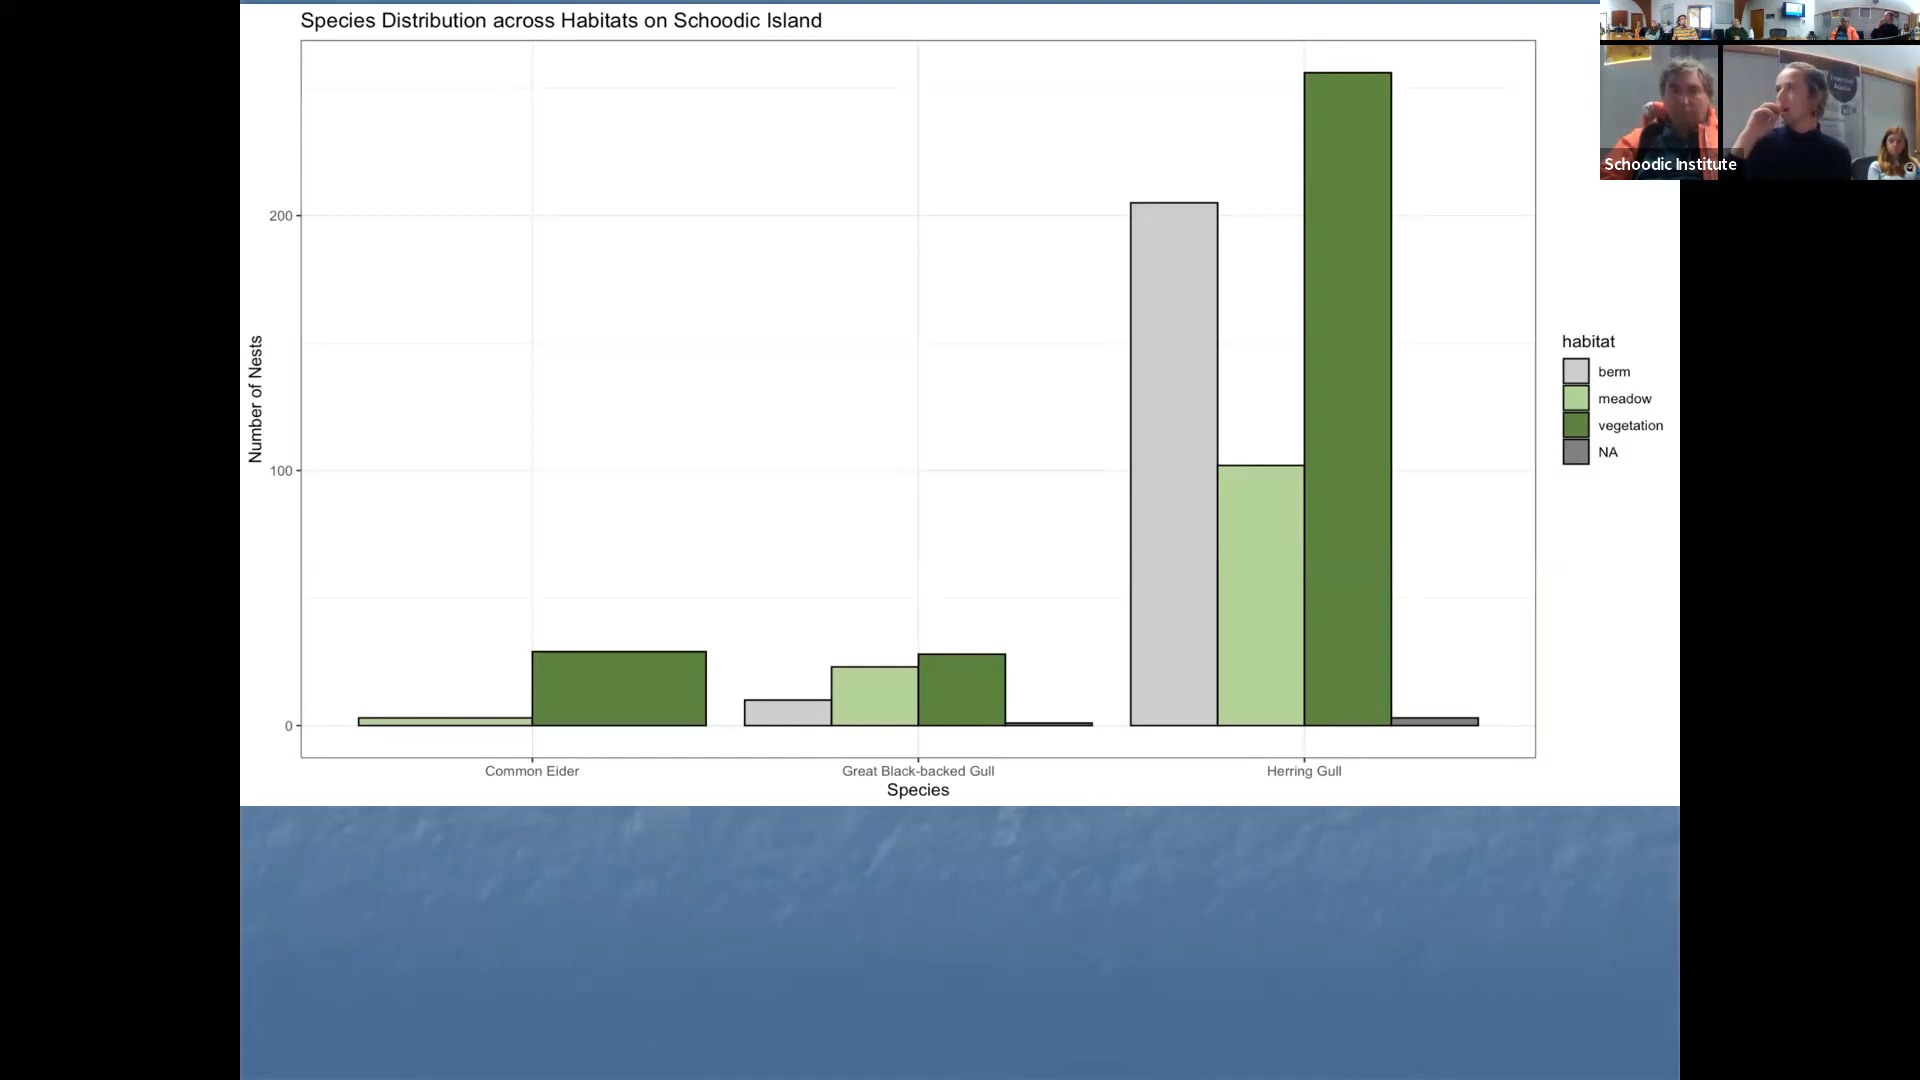 Species Distribution across Habitats on Schoodic Island
Number of Nests
200
100
0
Common Eider
Great Black-backed Gull
Herring Gull
Species
habitat
berm
meadow
vegetation
NA
Schoodic Institute